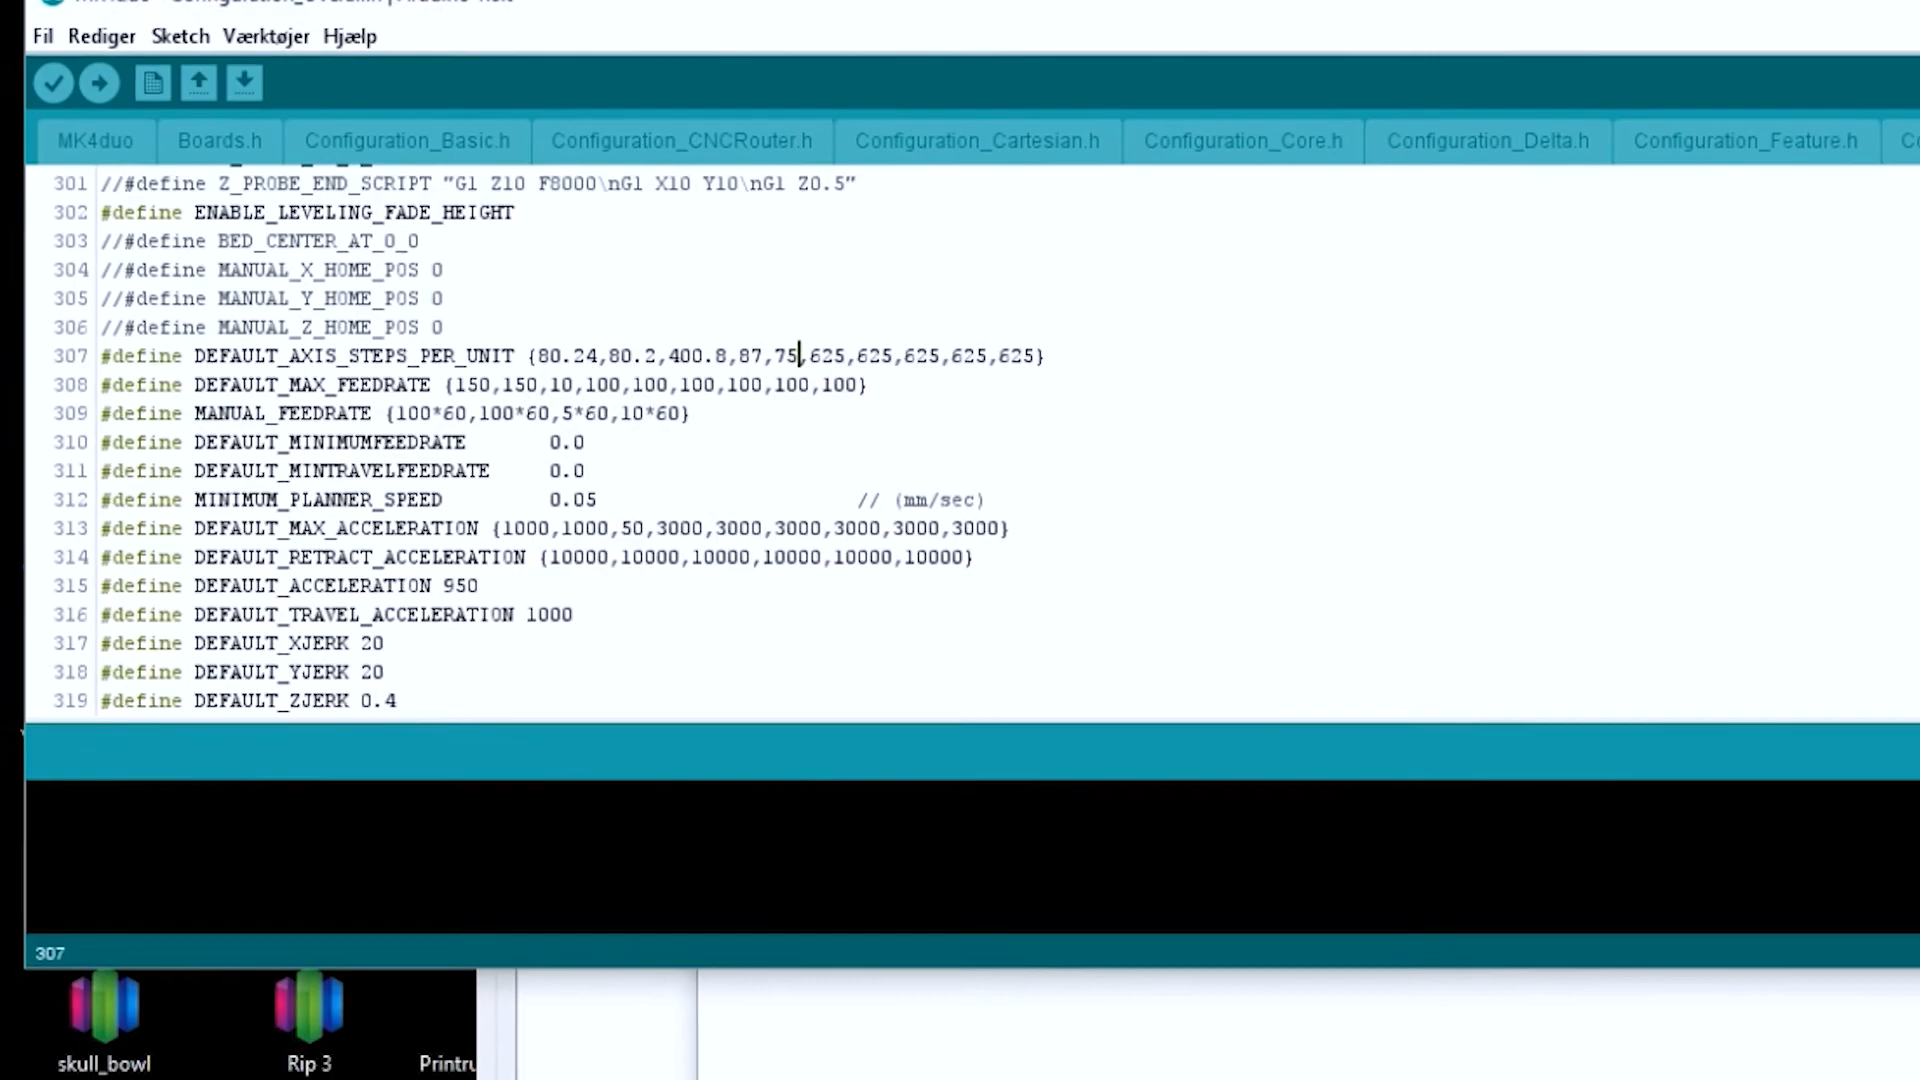 Fil Rediger Sketch Værktøjer Hjælp
MK4duo Boards.h Configuration_Basic.h Configuration_CNCRouter.h Configuration_Cartesian.h Configuration_Core.h Configuration_Delta.h Configuration_Feature.h
301 //#define Z_PROBE_END_SCRIPT "G1 Z10 F8000\nG1 X10 Y10\nG1 Z0.5"
302 #define ENABLE_LEVELING_FADE_HEIGHT
303 //#define BED_CENTER_AT_0_0
304 //#define MANUAL_X_HOME_POS 0
305 //#define MANUAL_Y_HOME_POS 0
306 //#define MANUAL_Z_HOME_POS 0
307 #define DEFAULT_AXIS_STEPS_PER_UNIT {80.24,80.2,400.8,87,75,625,625,625,625,625}
308 #define DEFAULT_MAX_FEEDRATE {150,150,10,100,100,100,100,100,100}
309 #define MANUAL_FEEDRATE {100*60,100*60,5*60,10*60}
310 #define DEFAULT_MINIMUMFEEDRATE 0.0
311 #define DEFAULT_MINTRAVELFEEDRATE 0.0
312 #define MINIMUM_PLANNER_SPEED 0.05 // (mm/sec)
313 #define DEFAULT_MAX_ACCELERATION {1000,1000,50,3000,3000,3000,3000,3000,3000}
314 #define DEFAULT_RETRACT_ACCELERATION {10000,10000,10000,10000,10000,10000}
315 #define DEFAULT_ACCELERATION 950
316 #define DEFAULT_TRAVEL_ACCELERATION 1000
317 #define DEFAULT_XJERK 20
318 #define DEFAULT_YJERK 20
319 #define DEFAULT_ZJERK 0.4
307
skull_bowl Rip 3 Printru